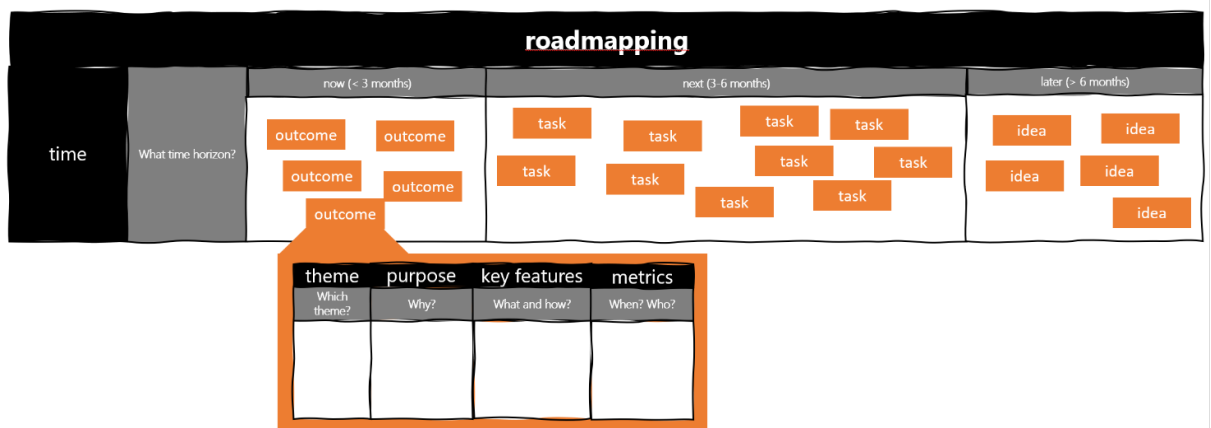 roadmapping
now (< 3 months)
next (3-6 months)
later (> 6 months)
time
What time horizon?
outcome
outcome
outcome
outcome
outcome
task
task
task
task
task
task
task
task
task
task
idea
idea
idea
idea
idea
theme
purpose
key features
metrics
Which
theme?
Why?
What and how?
When? Who?